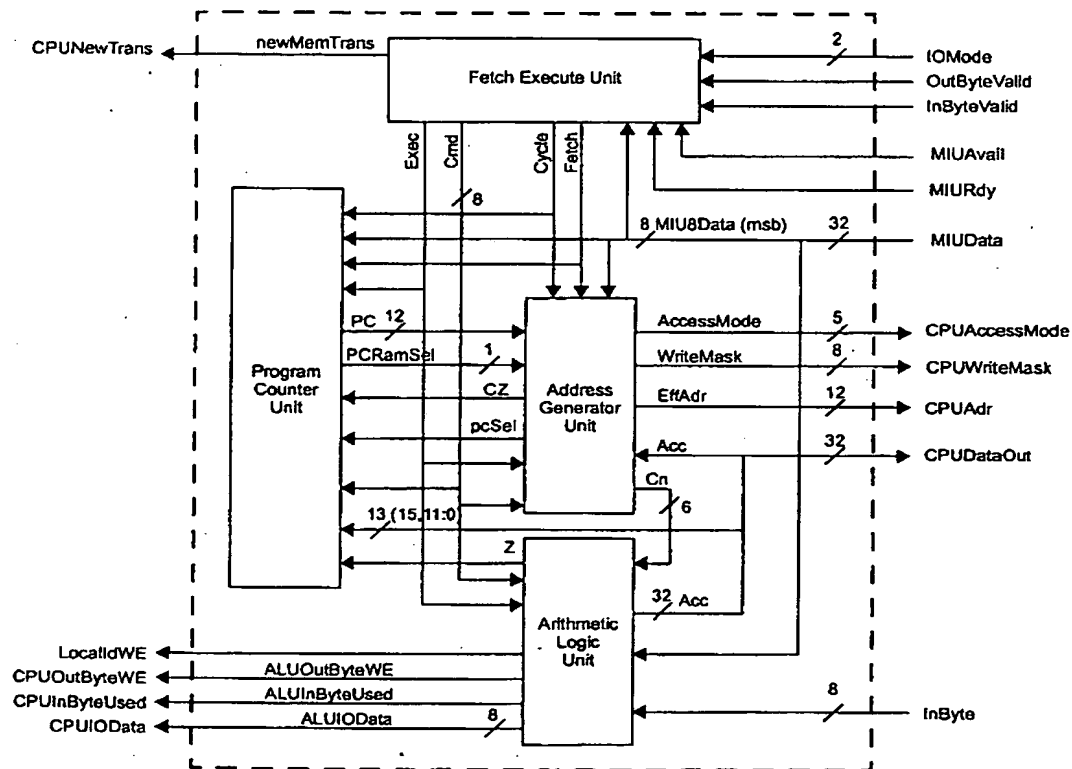 CPUNewTrans
newMemTrans
Fetch Execute Unit
2
IOMode
OutByteValid
InByteValid
MIUAvail
MIURdy
Exec
Cmd
Cycle
Fetch
8
8 MIU8Data (msb)
32
MIUData
PC 12
PCRamSel
1
CZ
pcSel
Program
Counter
Unit
Address
Generator
Unit
AccessMode
5
CPUAccessMode
WriteMask
8
CPUWriteMask
EffAdr
12
CPUAdr
Acc
32
CPUDataOut
Cn
6
13 (15,11:0)
Z
32 Acc
Arithmetic
Logic
Unit
LocalIdWE
CPUOutByteWE
ALUOutByteWE
CPUInByteUsed
ALUInByteUsed
CPUIOData
ALUIOData
8
8
InByte